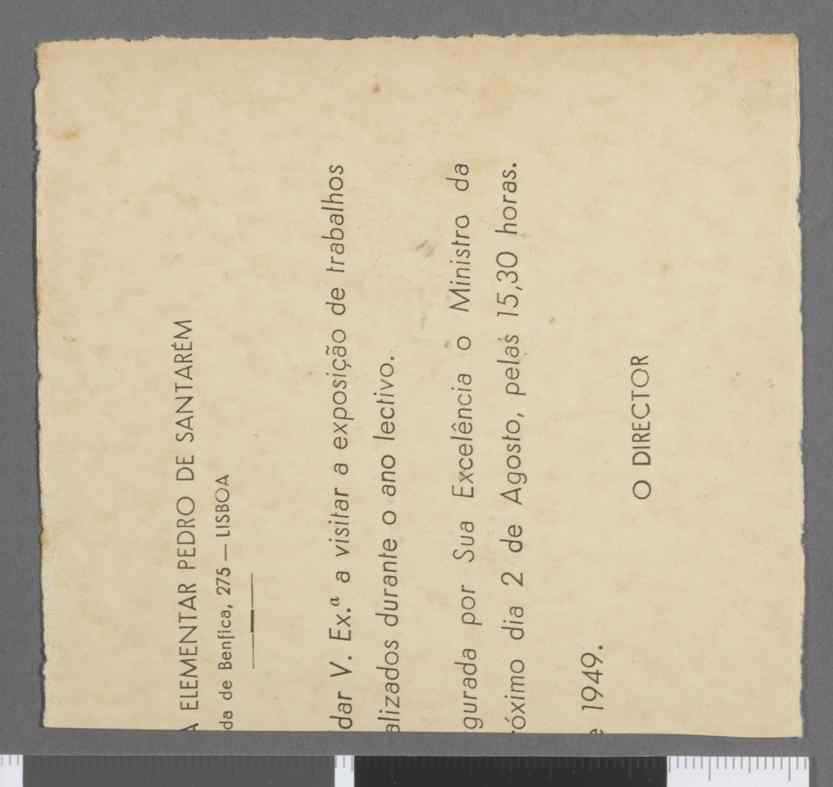 A ELEMENTAR PEDRO DE SANTARÉM
da de Benfica, 275 — LISBOA
dar V. Ex.ª a visitar a exposição de trabalhos
alizados durante o ano lectivo.
gurada por Sua Excelência o Ministro da
róximo dia 2 de Agosto, pelas 15,30 horas.
e 1949.
O DIRECTOR